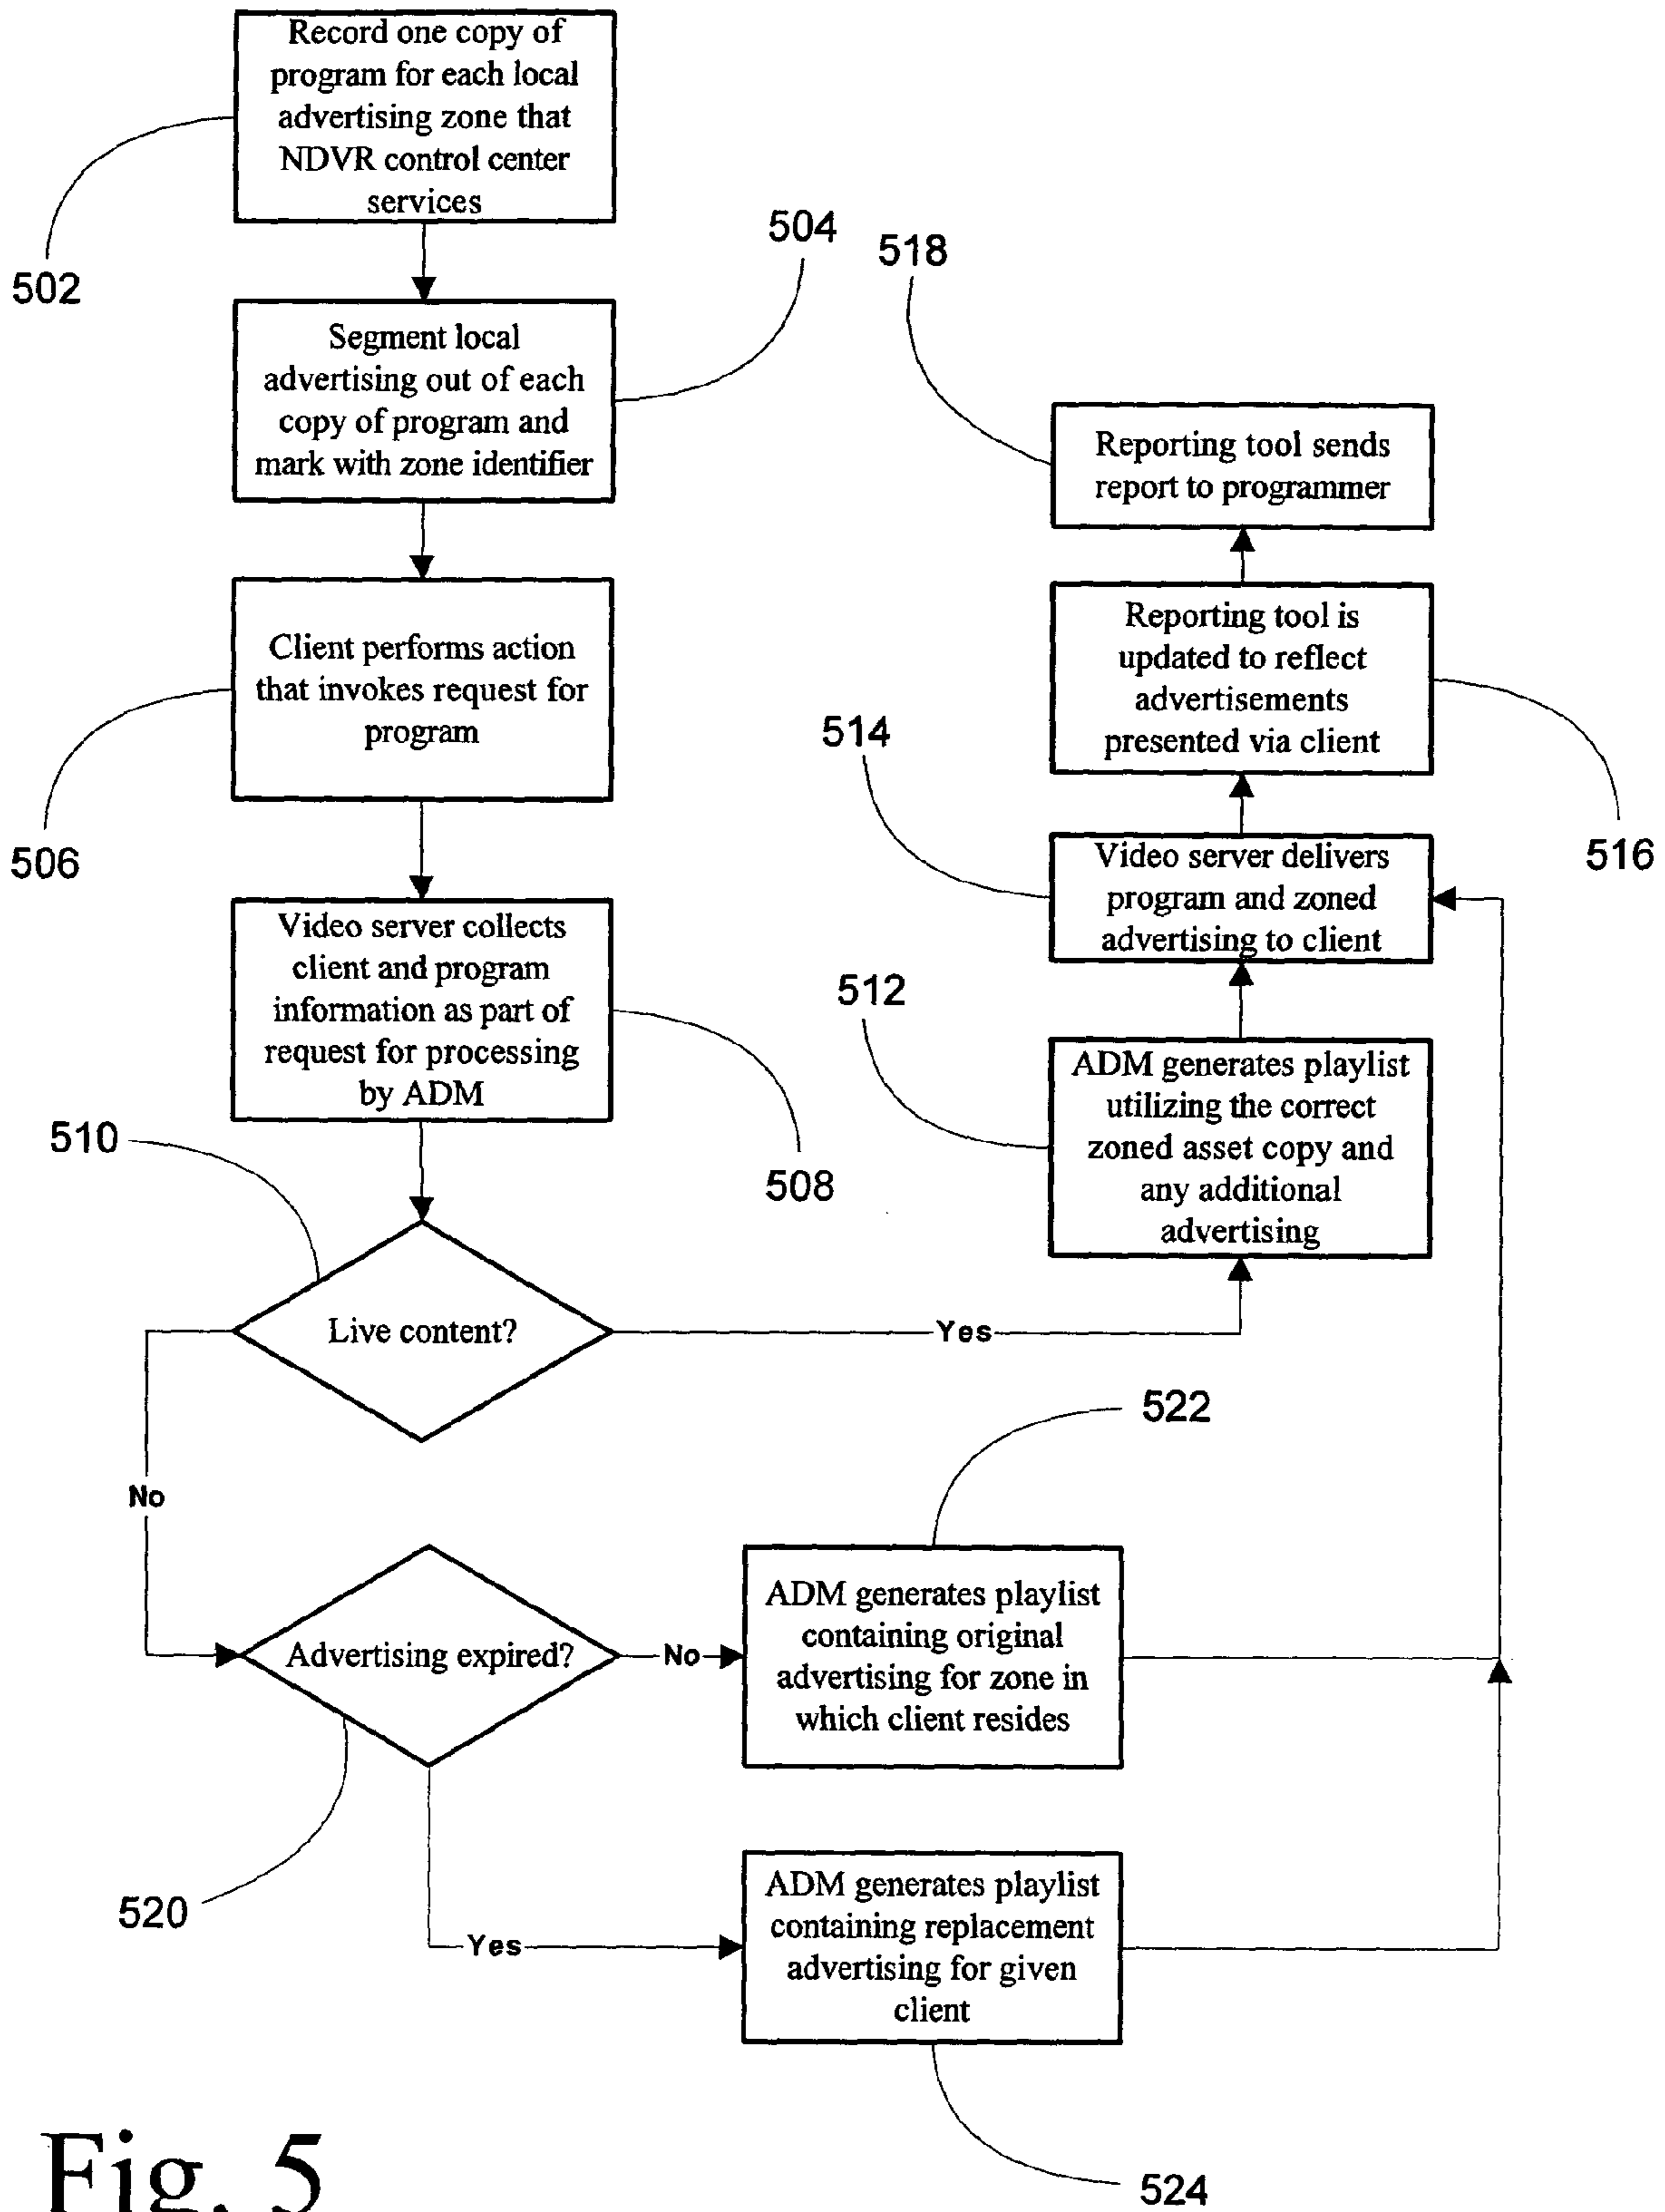 Record one copy of
program for each local
advertising zone that
NDVR control center
services
502
504
Segment local
advertising out of each
copy of program and
mark with zone identifier
518
Reporting tool sends
report to programmer
Client performs action
that invokes request for
program
506
Reporting tool is
updated to reflect
advertisements
presented via client
516
514
Video server delivers
program and zoned
advertising to client
Video server collects
client and program
information as part of
request for processing
by ADM
508
512
ADM generates playlist
utilizing the correct
zoned asset copy and
any additional
advertising
510
Live content?
Yes
No
522
Advertising expired?
No
ADM generates playlist
containing original
advertising for zone in
which client resides
520
Yes
ADM generates playlist
containing replacement
advertising for given
client
524
Fig. 5